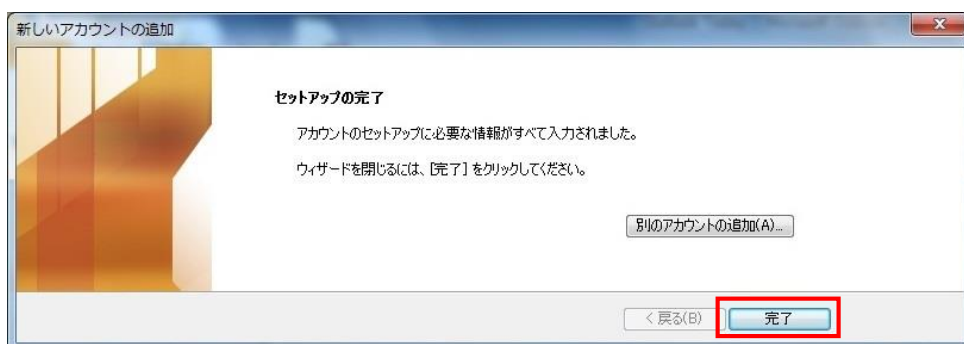 新しいアカウントの追加
セットアップの完了
アカウントのセットアップに必要な情報がすべて入力されました。
ウィザードを閉じるには、[完了] をクリックしてください。
別のアカウントの追加(A)...
< 戻る(B)
完了